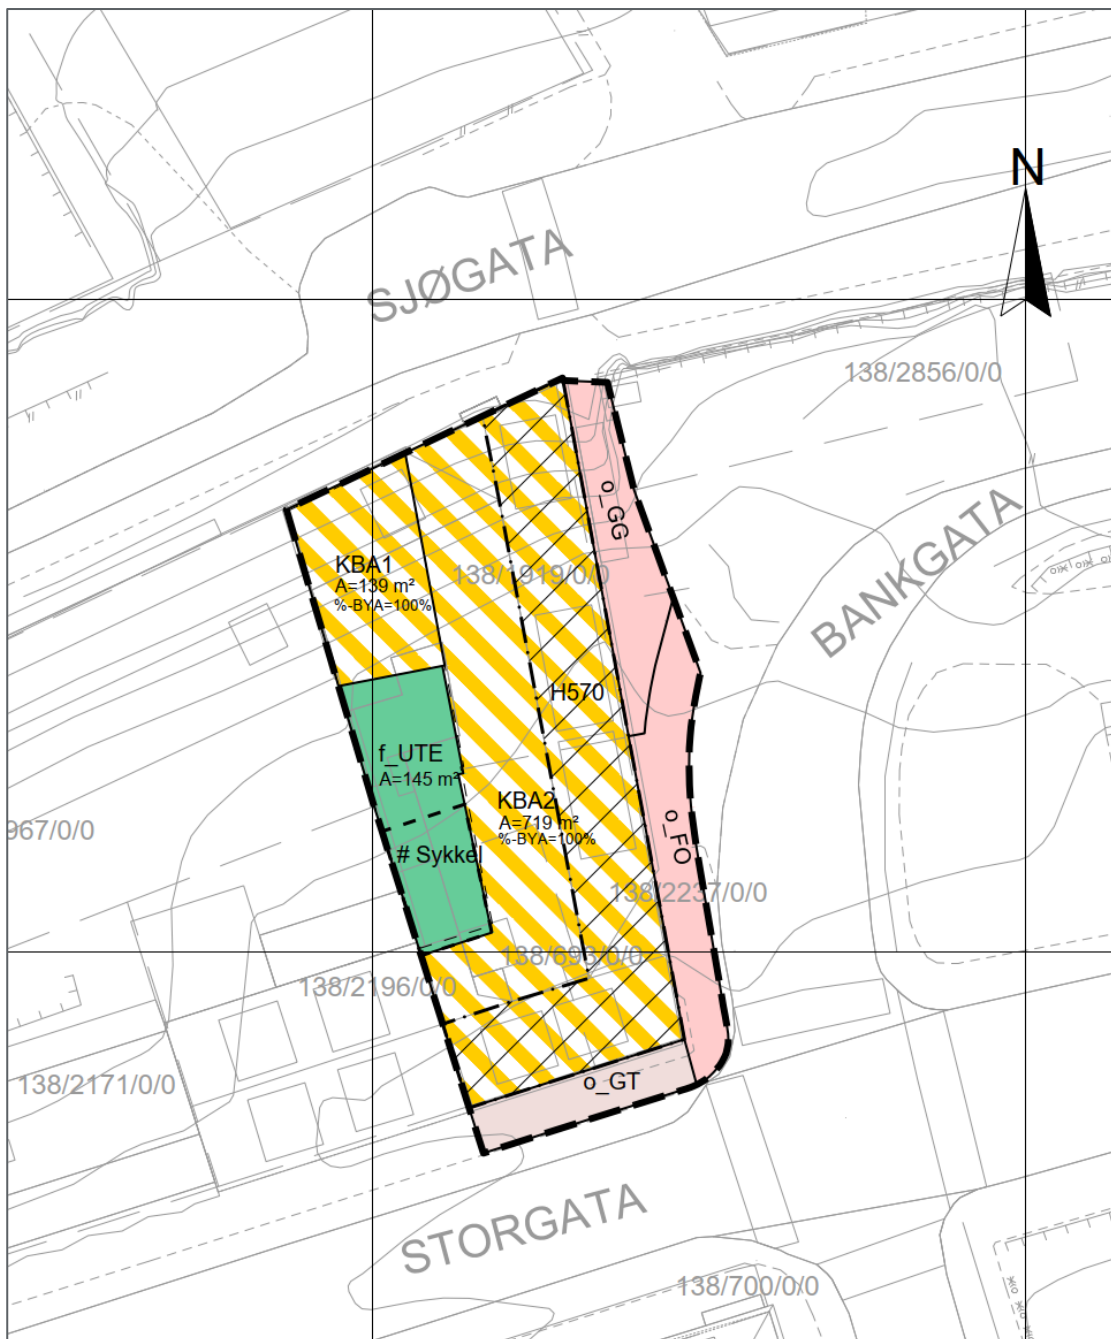 N
SJØGATA
138/2856/0/0
o_GG
BANKGATA
KBA1
A=139 m²
%-BYA=100%
138/1919/0/0
H570
f_UTE
A=145 m²
KBA2
A=719 m²
%-BYA=100%
967/0/0
o_FO
# Sykkel
138/2237/0/0
138/693/0/0
138/2196/0/0
138/2171/0/0
o_GT
STORGATA
138/700/0/0